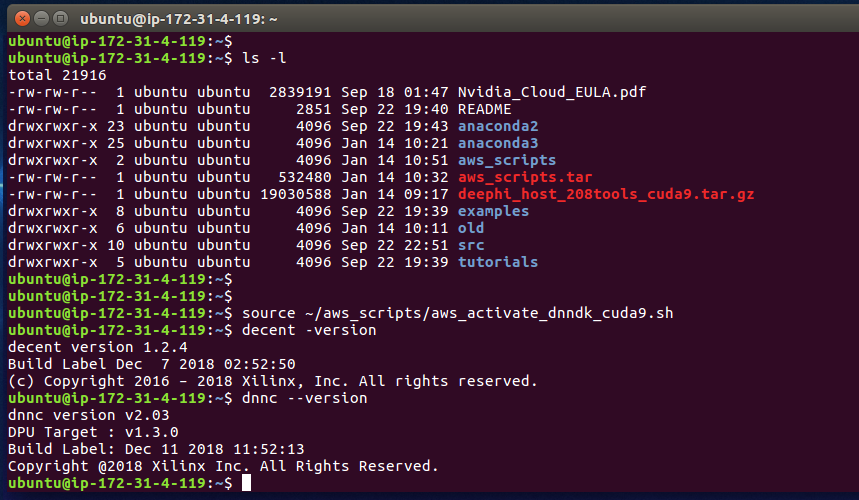 ubuntu@ip-172-31-4-119: ~
ubuntu@ip-172-31-4-119:~$
ubuntu@ip-172-31-4-119:~$ ls -l
total 21916
-rw-rw-r--  1 ubuntu ubuntu  2839191 Sep 18 01:47 Nvidia_Cloud_EULA.pdf
-rw-rw-r--  1 ubuntu ubuntu     2851 Sep 22 19:40 README
drwxrwxr-x 23 ubuntu ubuntu     4096 Sep 22 19:43 anaconda2
drwxrwxr-x 25 ubuntu ubuntu     4096 Jan 14 10:21 anaconda3
drwxrwxr-x  2 ubuntu ubuntu     4096 Jan 14 10:51 aws_scripts
-rw-rw-r--  1 ubuntu ubuntu   532480 Jan 14 10:32 aws_scripts.tar
-rw-rw-r--  1 ubuntu ubuntu 19030588 Jan 14 09:17 deephi_host_208tools_cuda9.tar.gz
drwxrwxr-x  8 ubuntu ubuntu     4096 Sep 22 19:39 examples
drwxrwxr-x  6 ubuntu ubuntu     4096 Jan 14 10:11 old
drwxrwxr-x 10 ubuntu ubuntu     4096 Sep 22 22:51 src
drwxrwxr-x  5 ubuntu ubuntu     4096 Sep 22 19:39 tutorials
ubuntu@ip-172-31-4-119:~$
ubuntu@ip-172-31-4-119:~$
ubuntu@ip-172-31-4-119:~$ source ~/aws_scripts/aws_activate_dnndk_cuda9.sh
ubuntu@ip-172-31-4-119:~$ decent -version
decent version 1.2.4
Build Label Dec  7 2018 02:52:50
(c) Copyright 2016 – 2018 Xilinx, Inc. All rights reserved.
ubuntu@ip-172-31-4-119:~$ dnnc --version
dnnc version v2.03
DPU Target : v1.3.0
Build Label: Dec 11 2018 11:52:13
Copyright @2018 Xilinx Inc. All Rights Reserved.
ubuntu@ip-172-31-4-119:~$